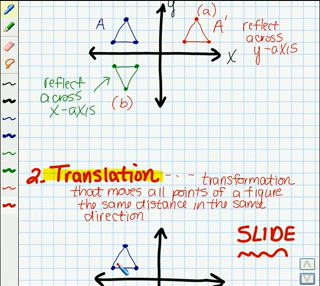 y
A
(a)
A'
reflect
across
y-axis
x
reflect
across
x-axis
(b)
2. Translation --- transformation
that moves all points of a figure
the same distance in the same
direction
SLIDE